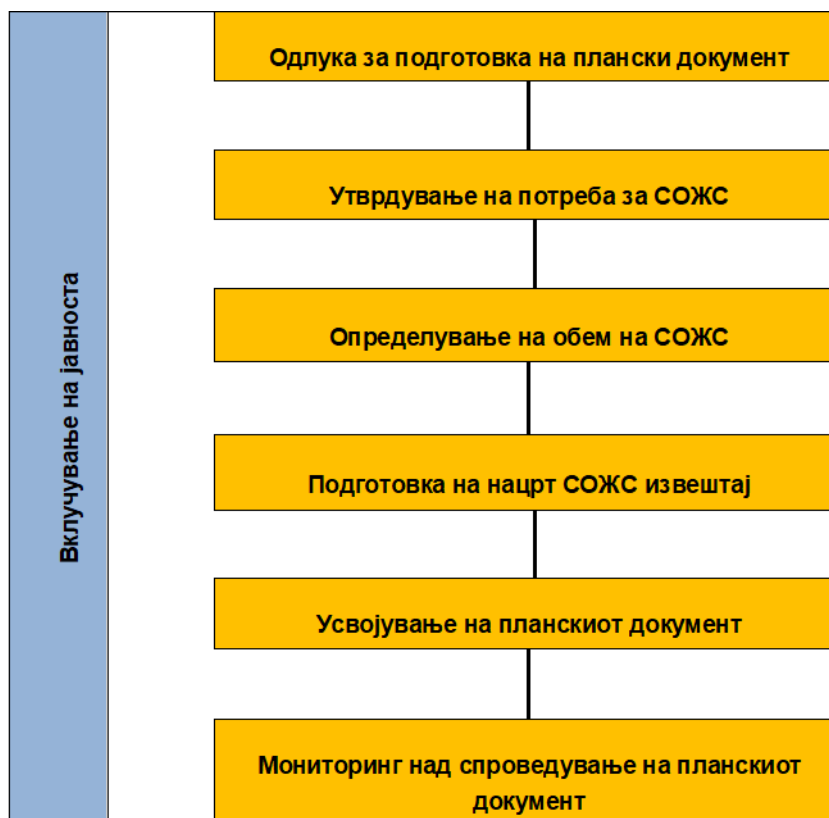 Вклучување на јавноста
Одлука за подготовка на плански документ
Утврдување на потреба за СОЖС
Определување на обем на СОЖС
Подготовка на нацрт СОЖС извештај
Усвојување на планскиот документ
Мониторинг над спроведување на планскиот
документ